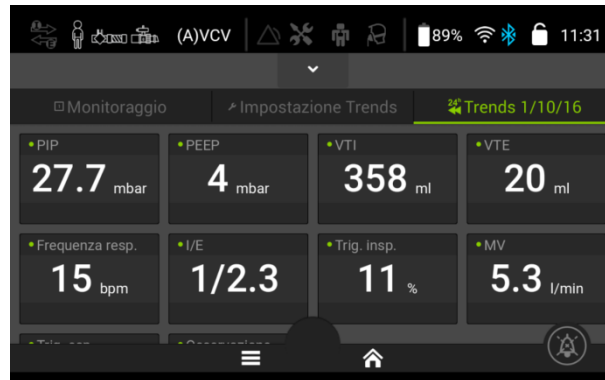 (A)VCV 89% 11:31
Monitoraggio Impostazione Trends 24h Trends 1/10/16
PIP PEEP VTI VTE
27.7 mbar 4 mbar 358 ml 20 ml
Frequenza resp. I/E Trig. insp. MV
15 bpm 1/2.3 11 % 5.3 l/min